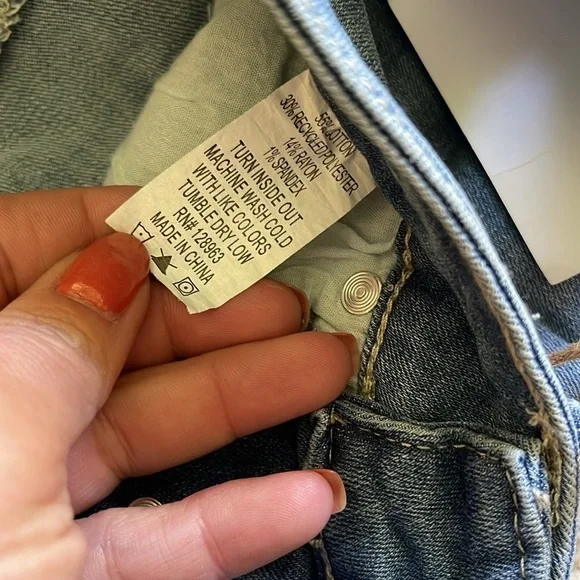 55% COTTON
30% RECYCLED POLYESTER
14% RAYON
1% SPANDEX
TURN INSIDE OUT
MACHINE WASH COLD
WITH LIKE COLORS
TUMBLE DRY LOW
RN# 128963
MADE IN CHINA